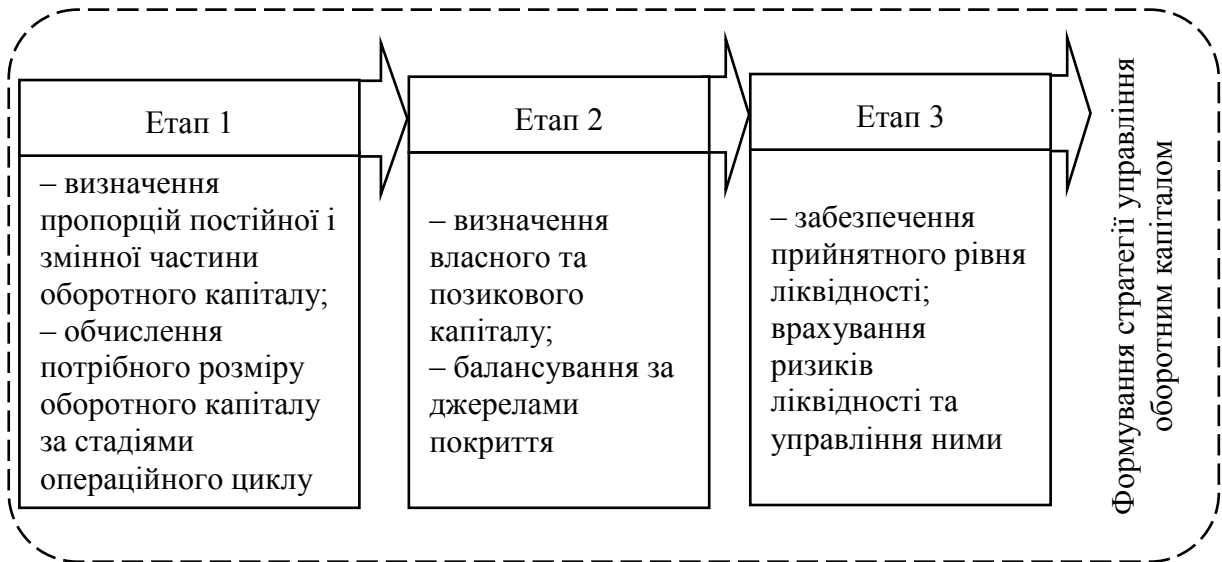 Етап 1
– визначення
пропорцій постійної і
змінної частини
оборотного капіталу;
– обчислення
потрібного розміру
оборотного капіталу
за стадіями
операційного циклу
Етап 2
– визначення
власного та
позикового
капіталу;
– балансування за
джерелами
покриття
Етап 3
– забезпечення
прийнятного рівня
ліквідності;
врахування
ризиків
ліквідності та
управління ними
Формування стратегії управління
оборотним капіталом